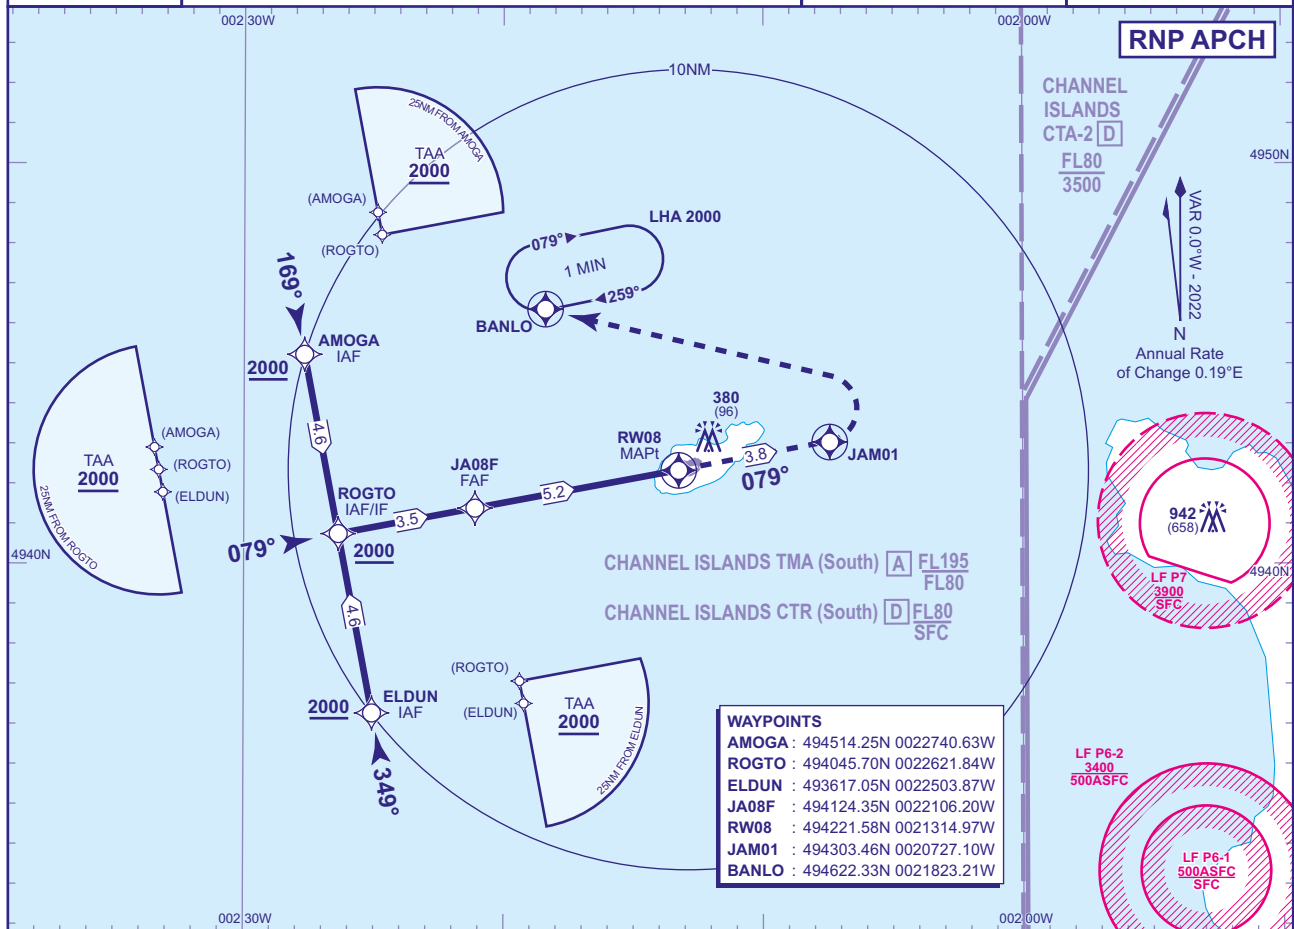 002 30W
002 00W
RNP APCH
10NM
CHANNEL
ISLANDS
CTA-2 D
FL80
3500
4950N
25NM FROM AMOGA
TAA
2000
(AMOGA)
(ROGTO)
VAR 0.0°W - 2022
N
Annual Rate
of Change 0.19°E
LHA 2000
079°
1 MIN
259°
BANLO
169°
AMOGA
IAF
2000
4.6
(AMOGA)
(ROGTO)
(ELDUN)
TAA
2000
25NM FROM ROGTO
380
(96)
RW08
MAPt
3.8
JAM01
079°
JA08F
FAF
5.2
ROGTO
IAF/IF
3.5
2000
079°
4940N
942
(658)
4940N
LF P7
3900
SFC
CHANNEL ISLANDS TMA (South) A FL195
FL80
CHANNEL ISLANDS CTR (South) D FL80
SFC
4.6
ELDUN
IAF
2000
349°
(ROGTO)
(ELDUN)
TAA
2000
25NM FROM ELDUN
WAYPOINTS
AMOGA : 494514.25N 0022740.63W
ROGTO : 494045.70N 0022621.84W
ELDUN : 493617.05N 0022503.87W
JA08F : 494124.35N 0022106.20W
RW08 : 494221.58N 0021314.97W
JAM01 : 494303.46N 0020727.10W
BANLO : 494622.33N 0021823.21W
LF P6-2
3400
500ASFC
LF P6-1
500ASFC
SFC
002 30W
002 00W